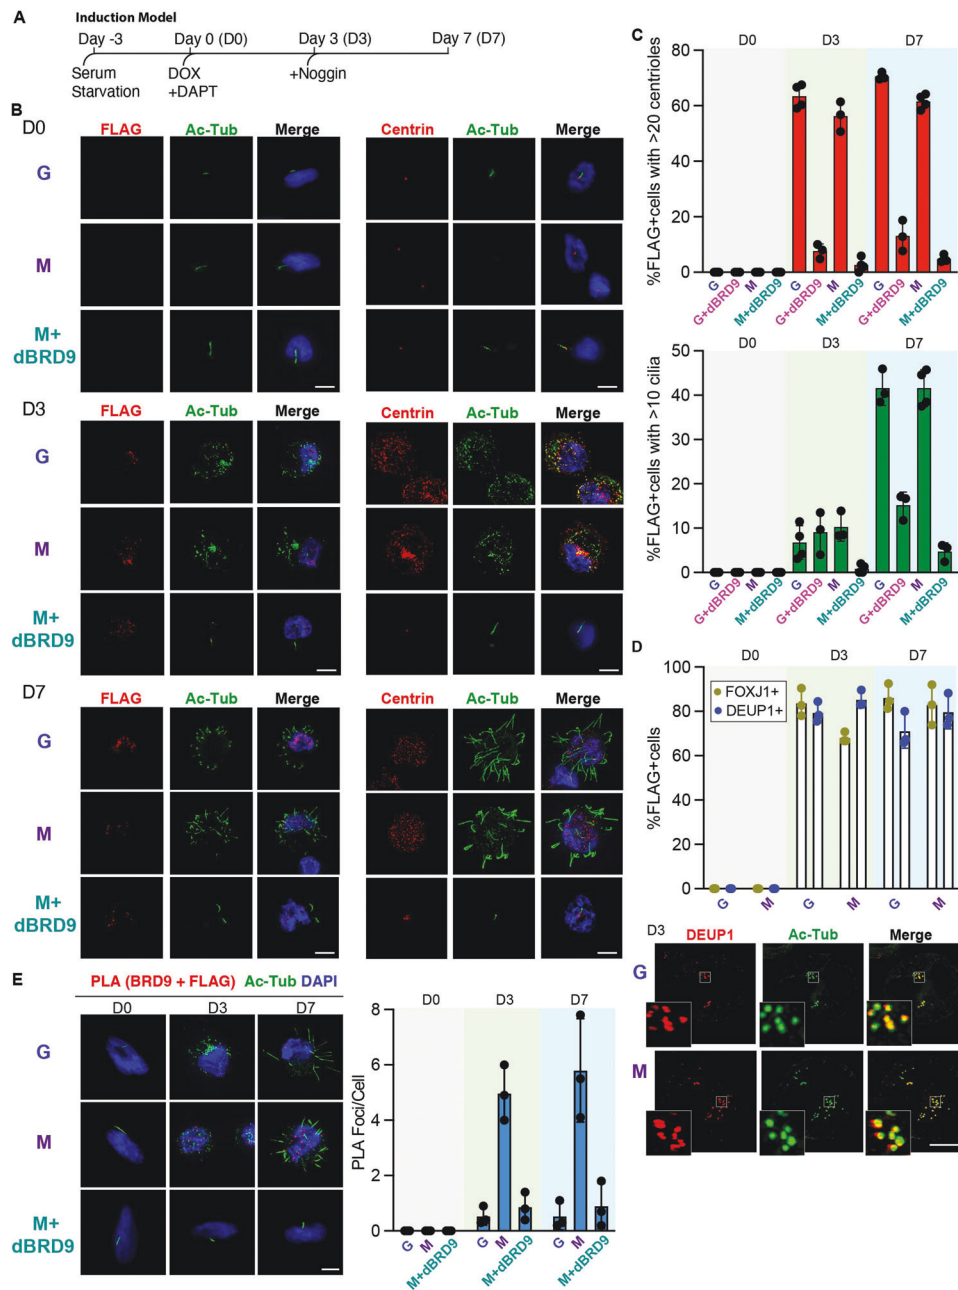 A
Induction Model
Day -3
Day 0 (D0)
Day 3 (D3)
Day 7 (D7)
Serum
Starvation
DOX
+DAPT
+Noggin
B
D0
FLAG
Ac-Tub
Merge
Centrin
Ac-Tub
Merge
G
M
M+
dBRD9
D3
FLAG
Ac-Tub
Merge
Centrin
Ac-Tub
Merge
G
M
M+
dBRD9
D7
FLAG
Ac-Tub
Merge
Centrin
Ac-Tub
Merge
G
M
M+
dBRD9
C
D0
D3
D7
%FLAG+cells with >20 centrioles
80
60
40
20
0
G
G+dBRD9
M
M+dBRD9
G
G+dBRD9
M
M+dBRD9
G
G+dBRD9
M
M+dBRD9
%FLAG+cells with >10 cilia
50
40
30
20
10
0
G
G+dBRD9
M
M+dBRD9
G
G+dBRD9
M
M+dBRD9
G
G+dBRD9
M
M+dBRD9
D
D0
D3
D7
%FLAG+cells
100
80
60
40
20
0
FOXJ1+
DEUP1+
G
M
G
M
G
M
D3
DEUP1
Ac-Tub
Merge
G
M
E
PLA (BRD9 + FLAG) Ac-Tub DAPI
D0
D3
D7
G
M
M+
dBRD9
D0
D3
D7
PLA Foci/Cell
8
6
4
2
0
G
M
M+dBRD9
G
M
M+dBRD9
G
M
M+dBRD9